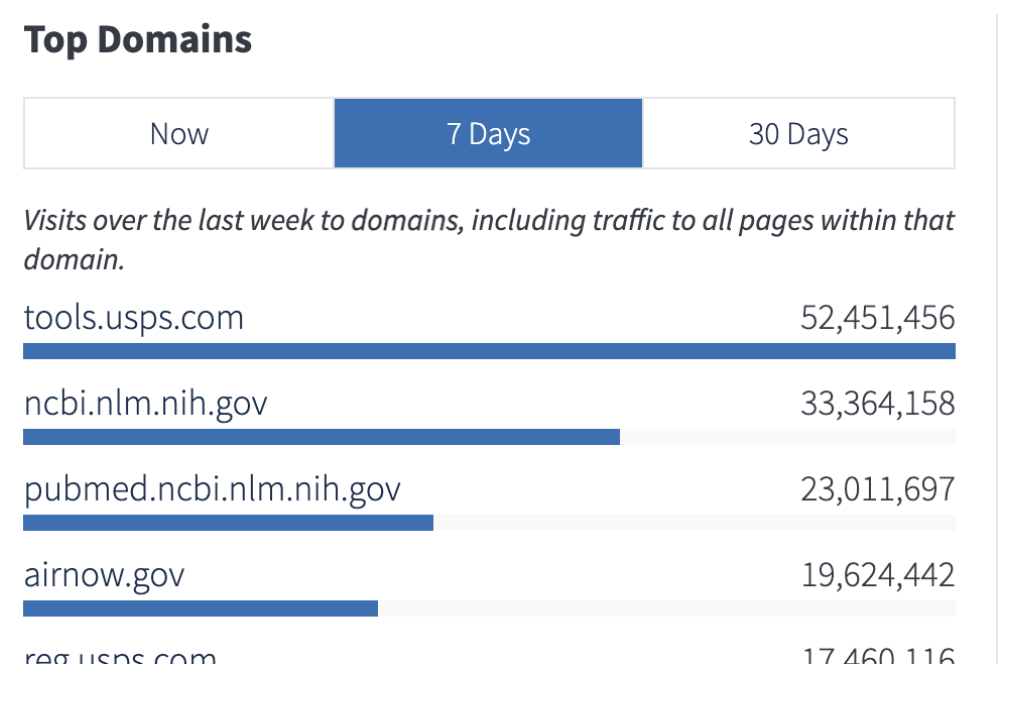 Top Domains
Now
7 Days
30 Days
Visits over the last week to domains, including traffic to all pages within that
domain.
tools.usps.com 52,451,456
ncbi.nlm.nih.gov 33,364,158
pubmed.ncbi.nlm.nih.gov 23,011,697
airnow.gov 19,624,442
reg.usps.com 17,460,116